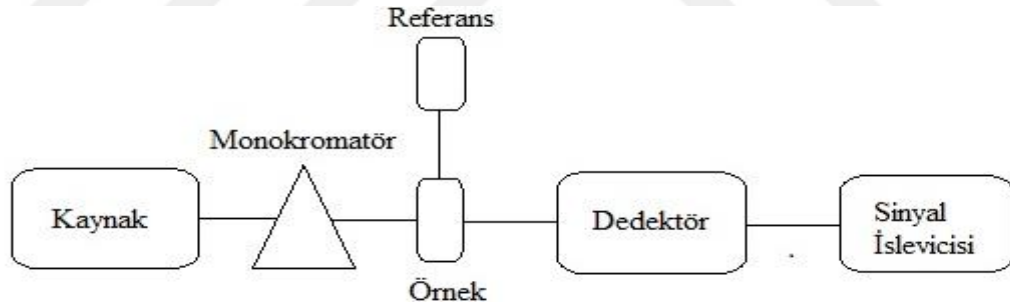 Referans
Monokromatör
Kaynak
Dedektör
Sinyal
İslevicisi
Örnek